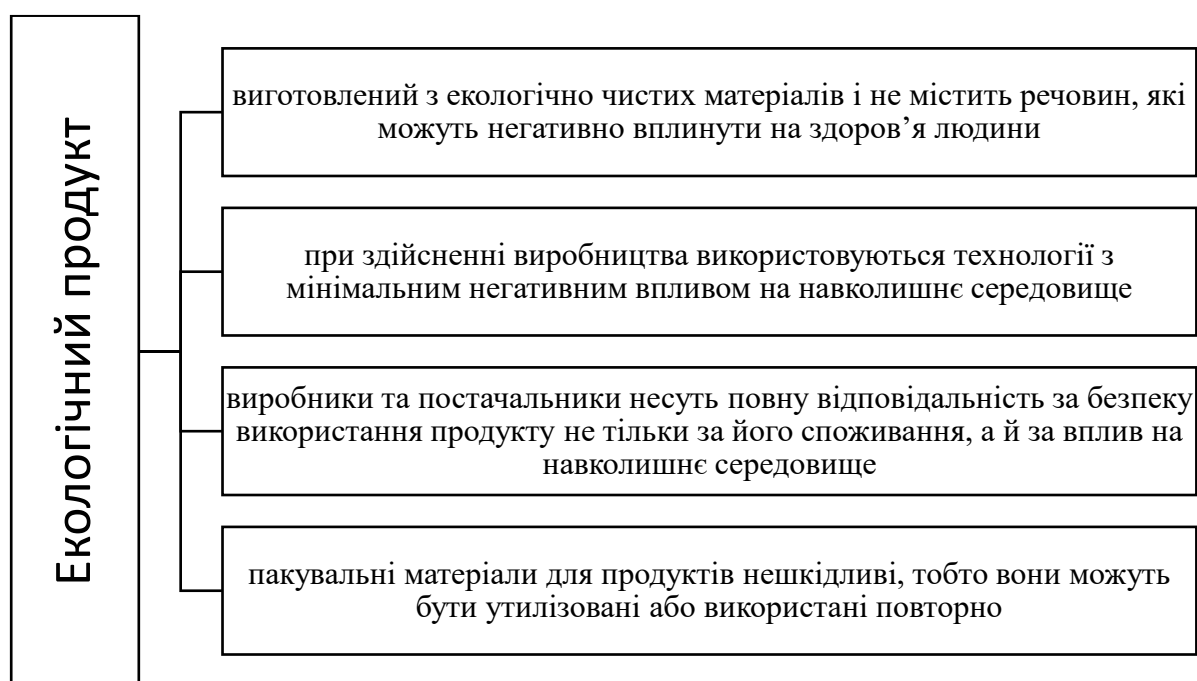 Екологічний продукт
виготовлений з екологічно чистих матеріалів і не містить речовин, які
можуть негативно вплинути на здоров’я людини
при здійсненні виробництва використовуються технології з
мінімальним негативним впливом на навколишнє середовище
виробники та постачальники несуть повну відповідальність за безпеку
використання продукту не тільки за його споживання, а й за вплив на
навколишнє середовище
пакувальні матеріали для продуктів нешкідливі, тобто вони можуть
бути утилізовані або використані повторно